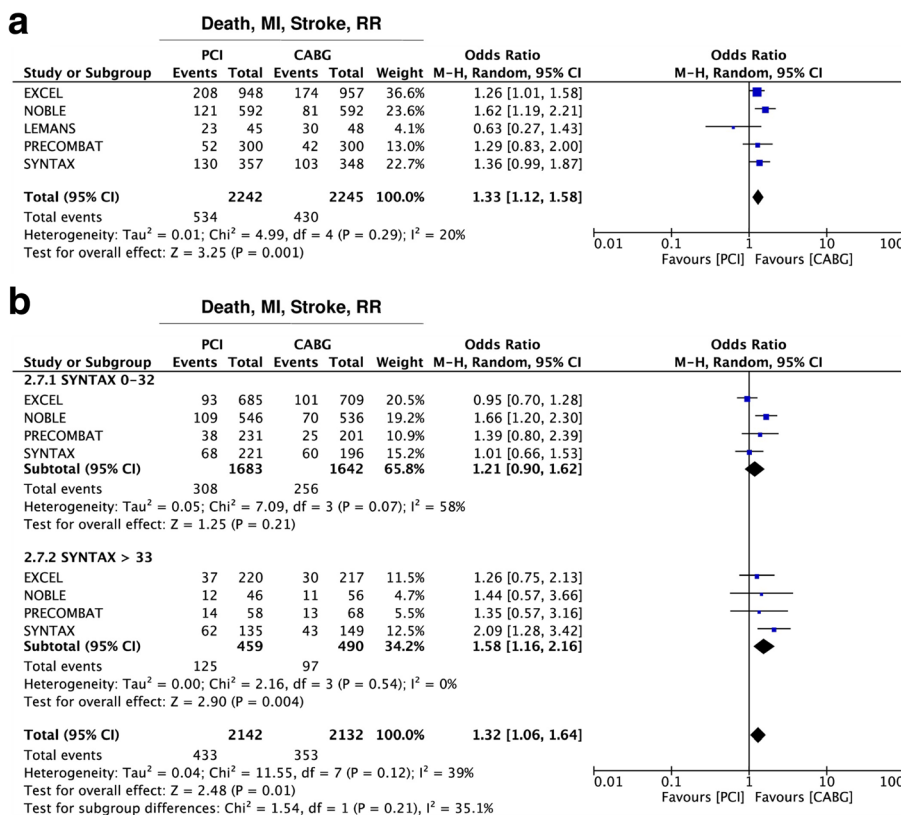 a
Death, MI, Stroke, RR
PCI CABG Odds Ratio Odds Ratio
Study or Subgroup Events Total Events Total Weight M-H, Random, 95% CI M-H, Random, 95% CI
EXCEL 208 948 174 957 36.6% 1.26 [1.01, 1.58]
NOBLE 121 592 81 592 23.6% 1.62 [1.19, 2.21]
LEMANS 23 45 30 48 4.1% 0.63 [0.27, 1.43]
PRECOMBAT 52 300 42 300 13.0% 1.29 [0.83, 2.00]
SYNTAX 130 357 103 348 22.7% 1.36 [0.99, 1.87]
Total (95% CI) 2242 2245 100.0% 1.33 [1.12, 1.58]
Total events 534 430
Heterogeneity: Tau² = 0.01; Chi² = 4.99, df = 4 (P = 0.29); I² = 20%
Test for overall effect: Z = 3.25 (P = 0.001)
0.01 0.1 1 10 100
Favours [PCI] Favours [CABG]
b
Death, MI, Stroke, RR
PCI CABG Odds Ratio Odds Ratio
Study or Subgroup Events Total Events Total Weight M-H, Random, 95% CI M-H, Random, 95% CI
2.7.1 SYNTAX 0-32
EXCEL 93 685 101 709 20.5% 0.95 [0.70, 1.28]
NOBLE 109 546 70 536 19.2% 1.66 [1.20, 2.30]
PRECOMBAT 38 231 25 201 10.9% 1.39 [0.80, 2.39]
SYNTAX 68 221 60 196 15.2% 1.01 [0.66, 1.53]
Subtotal (95% CI) 1683 1642 65.8% 1.21 [0.90, 1.62]
Total events 308 256
Heterogeneity: Tau² = 0.05; Chi² = 7.09, df = 3 (P = 0.07); I² = 58%
Test for overall effect: Z = 1.25 (P = 0.21)
2.7.2 SYNTAX > 33
EXCEL 37 220 30 217 11.5% 1.26 [0.75, 2.13]
NOBLE 12 46 11 56 4.7% 1.44 [0.57, 3.66]
PRECOMBAT 14 58 13 68 5.5% 1.35 [0.57, 3.16]
SYNTAX 62 135 43 149 12.5% 2.09 [1.28, 3.42]
Subtotal (95% CI) 459 490 34.2% 1.58 [1.16, 2.16]
Total events 125 97
Heterogeneity: Tau² = 0.00; Chi² = 2.16, df = 3 (P = 0.54); I² = 0%
Test for overall effect: Z = 2.90 (P = 0.004)
Total (95% CI) 2142 2132 100.0% 1.32 [1.06, 1.64]
Total events 433 353
Heterogeneity: Tau² = 0.04; Chi² = 11.55, df = 7 (P = 0.12); I² = 39%
Test for overall effect: Z = 2.48 (P = 0.01)
Test for subgroup differences: Chi² = 1.54, df = 1 (P = 0.21), I² = 35.1%
0.01 0.1 1 10 100
Favours [PCI] Favours [CABG]